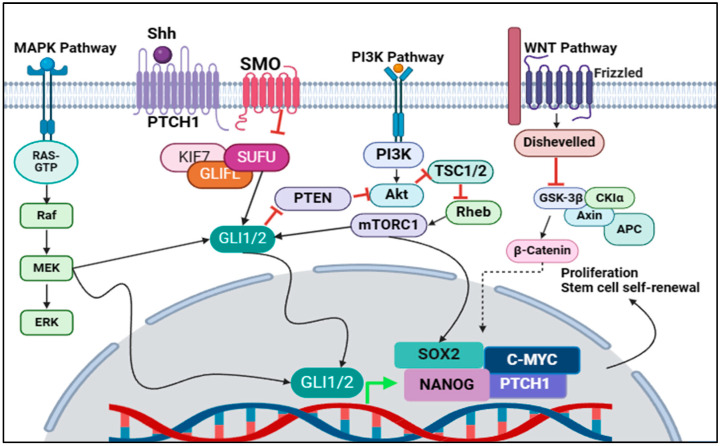 MAPK Pathway
Shh
PTCH1
SMO
PI3K Pathway
WNT Pathway
Frizzled
RAS-
GTP
KIF7
SUFU
GLIFL
PI3K
TSC1/2
Dishevelled
PTEN
Akt
GSK-3β
CKIα
Axin
APC
Raf
Rheb
GLI1/2
mTORC1
β-Catenin
MEK
Proliferation
Stem cell self-renewal
ERK
SOX2
C-MYC
GLI1/2
NANOG
PTCH1